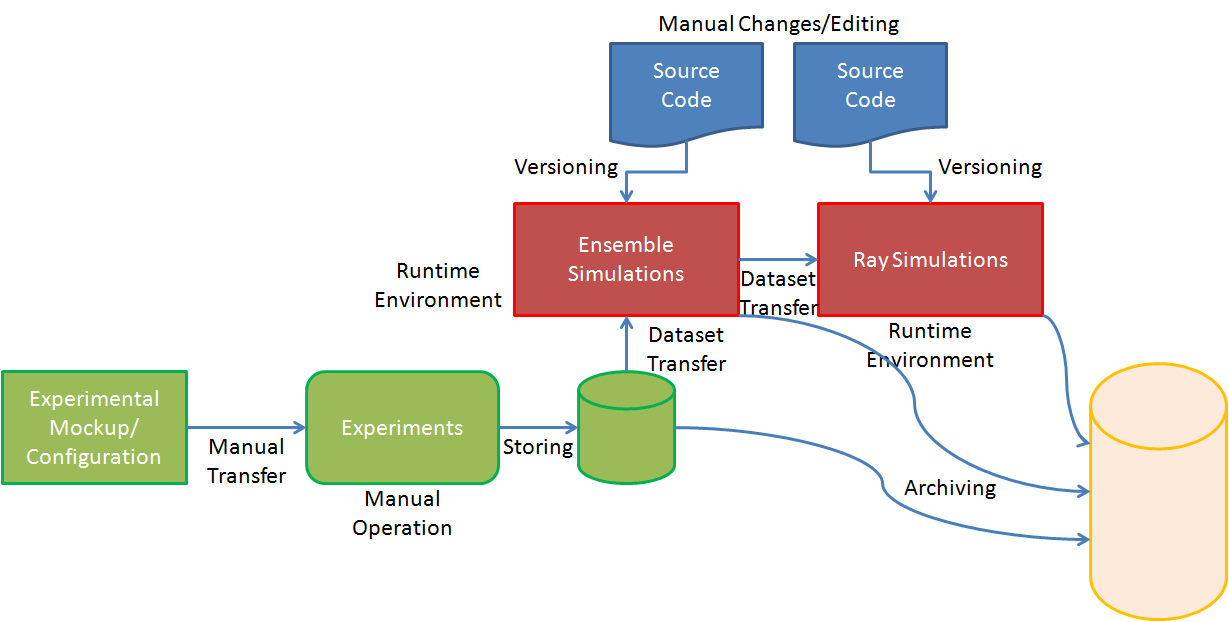 Manual Changes/Editing
Source
Code
Source
Code
Versioning
Versioning
Ensemble
Simulations
Ray Simulations
Runtime
Environment
Dataset
Transfer
Dataset
Transfer
Runtime
Environment
Experimental
Mockup/
Configuration
Manual
Transfer
Experiments
Manual
Operation
Storing
Archiving